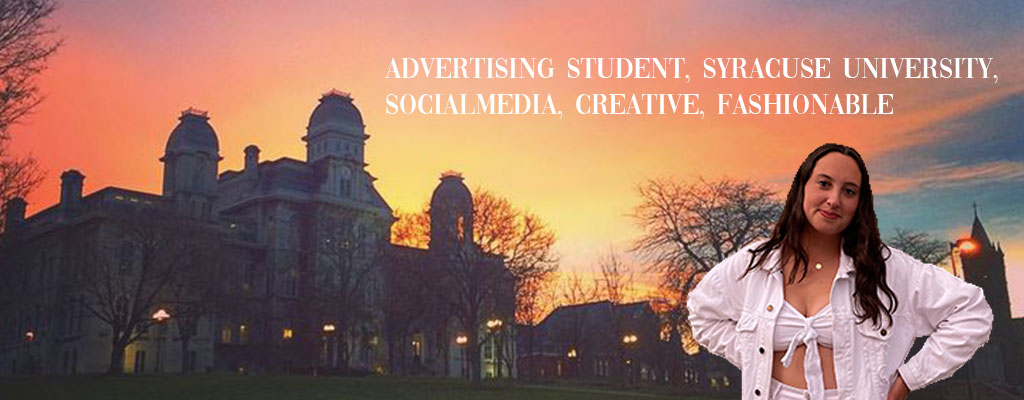 ADVERTISING STUDENT, SYRACUSE UNIVERSITY,
SOCIALMEDIA, CREATIVE, FASHIONABLE